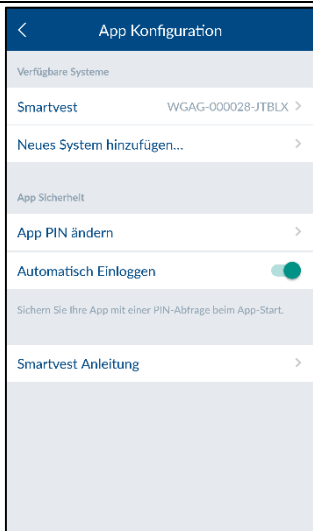 App Konfiguration
Verfügbare Systeme
Smartvest WGAG-000028-JTBLX
Neues System hinzufügen...
App Sicherheit
App PIN ändern
Automatisch Einloggen
Sichern Sie Ihre App mit einer PIN-Abfrage beim App-Start.
Smartvest Anleitung